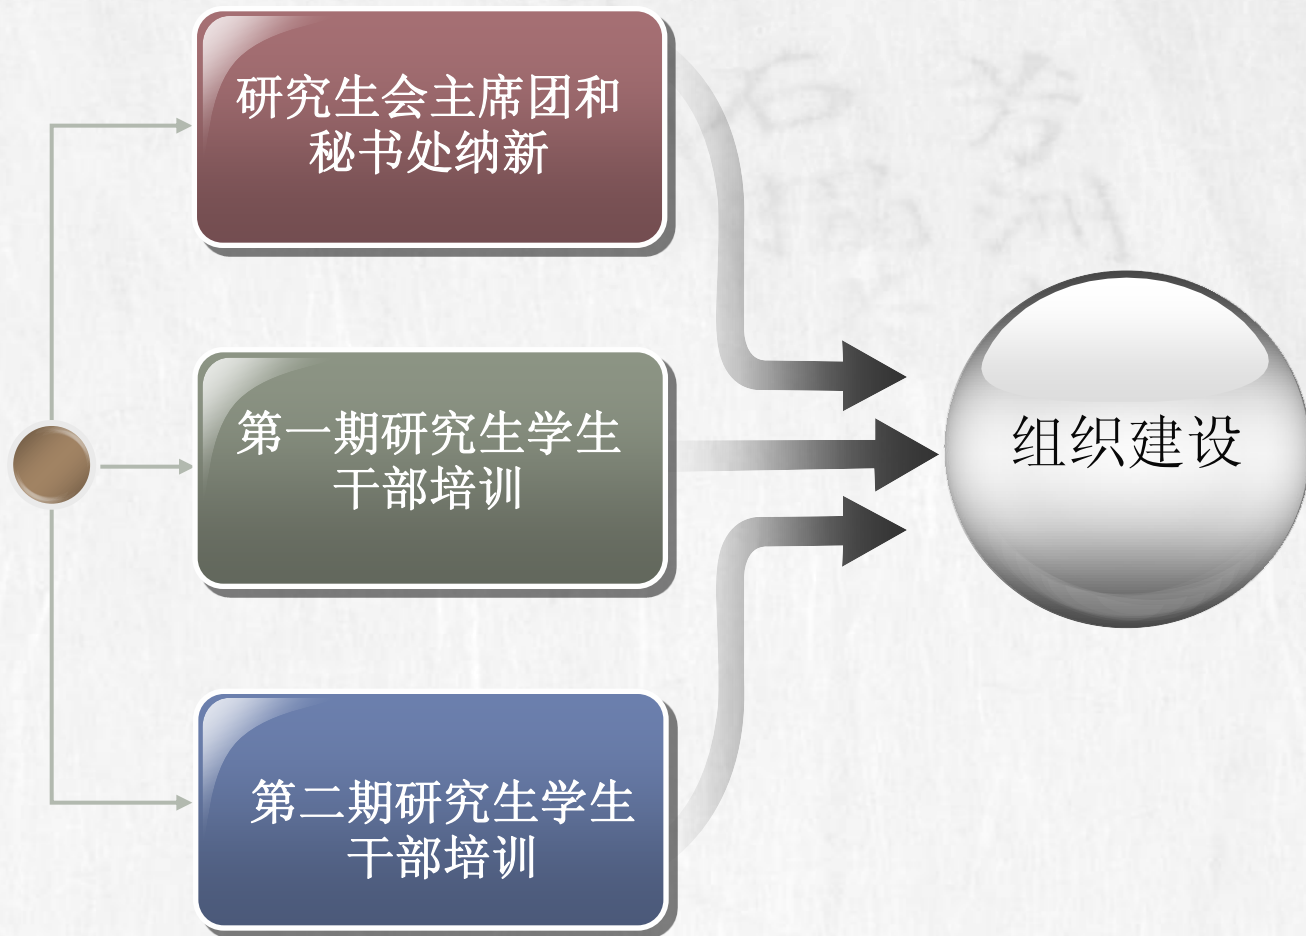 研究生会主席团和
秘书处纳新
第一期研究生学生
干部培训
第二期研究生学生
干部培训
组织建设